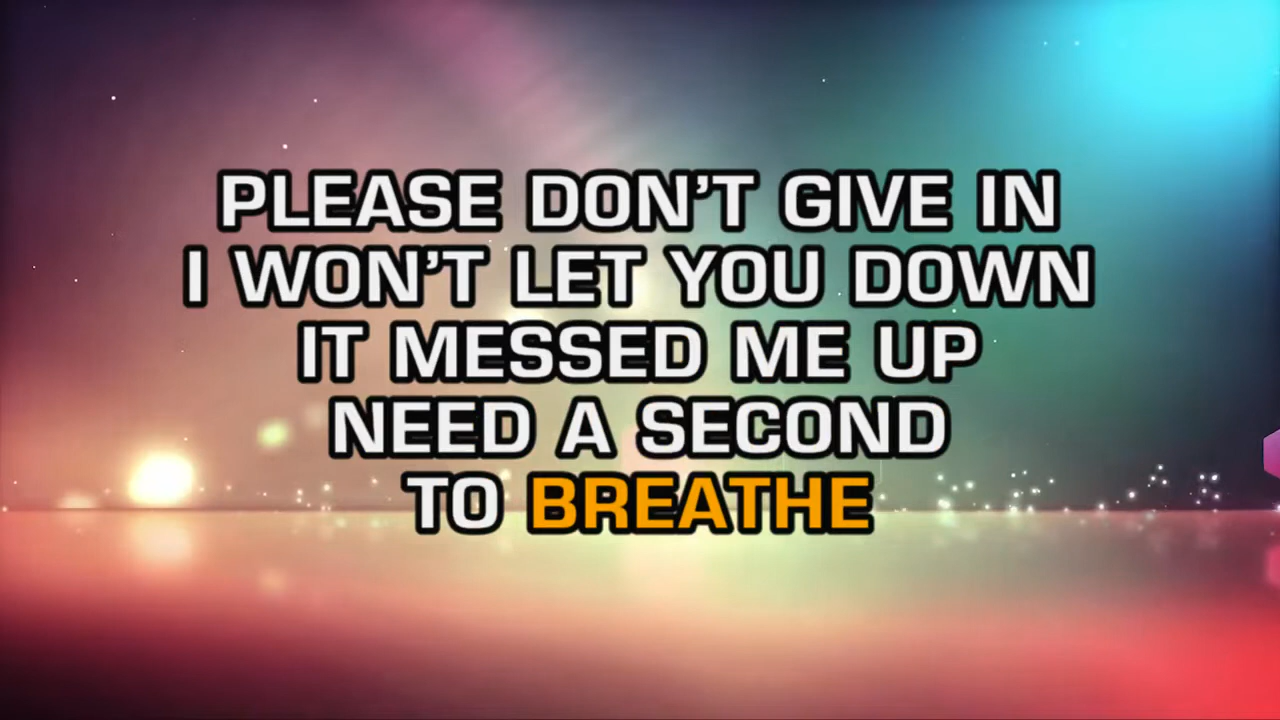 PLEASE DON'T GIVE IN
I WON'T LET YOU DOWN
IT MESSED ME UP
NEED A SECOND
TO BREATHE